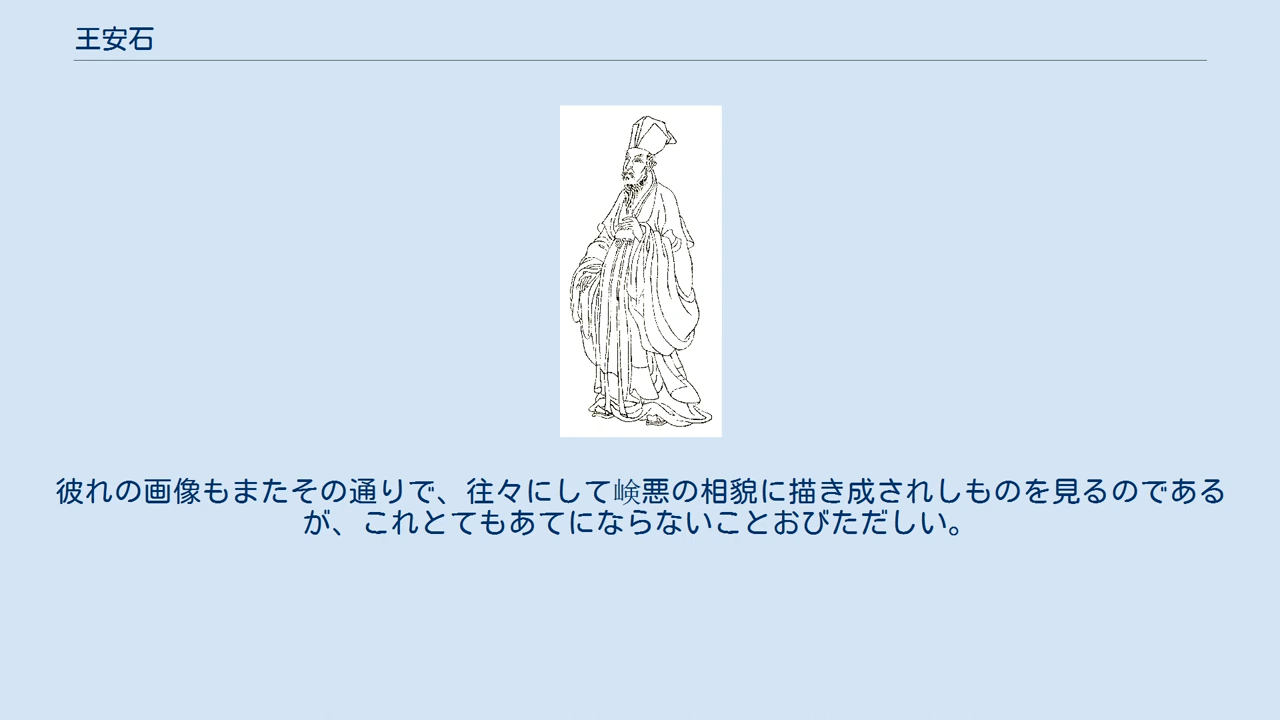 王安石
彼れの画像もまたその通りで、往々にして嶮悪の相貌に描き成されしものを見るのである
が、これとてもあてにならないことおびただしい。